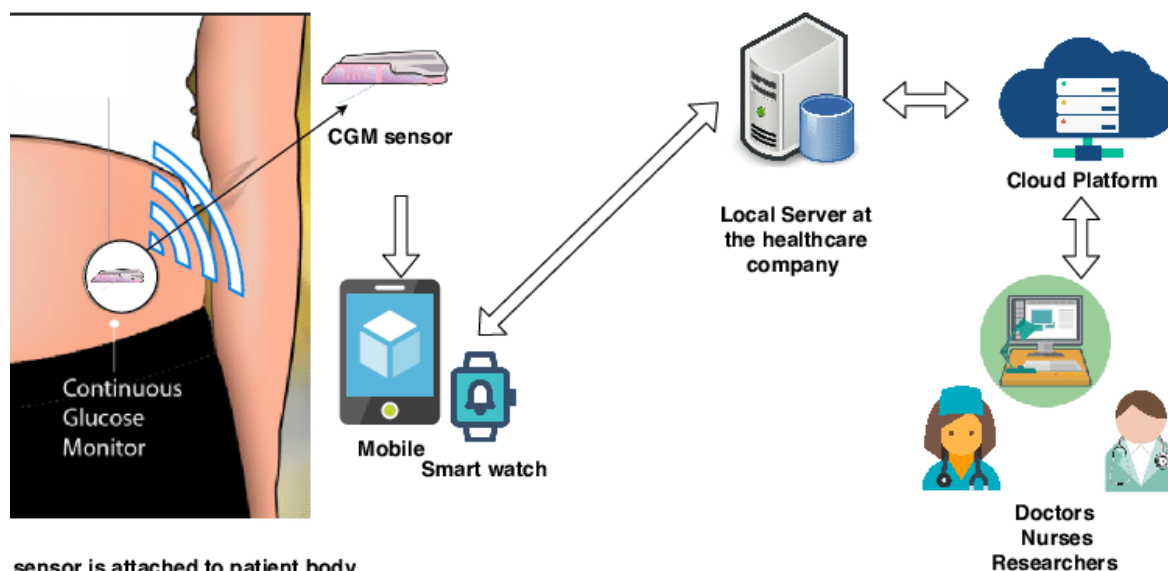 CGM sensor
Continuous
Glucose
Monitor
Mobile
Smart watch
Local Server at
the healthcare
company
Cloud Platform
Doctors
Nurses
Researchers
sensor is attached to patient body